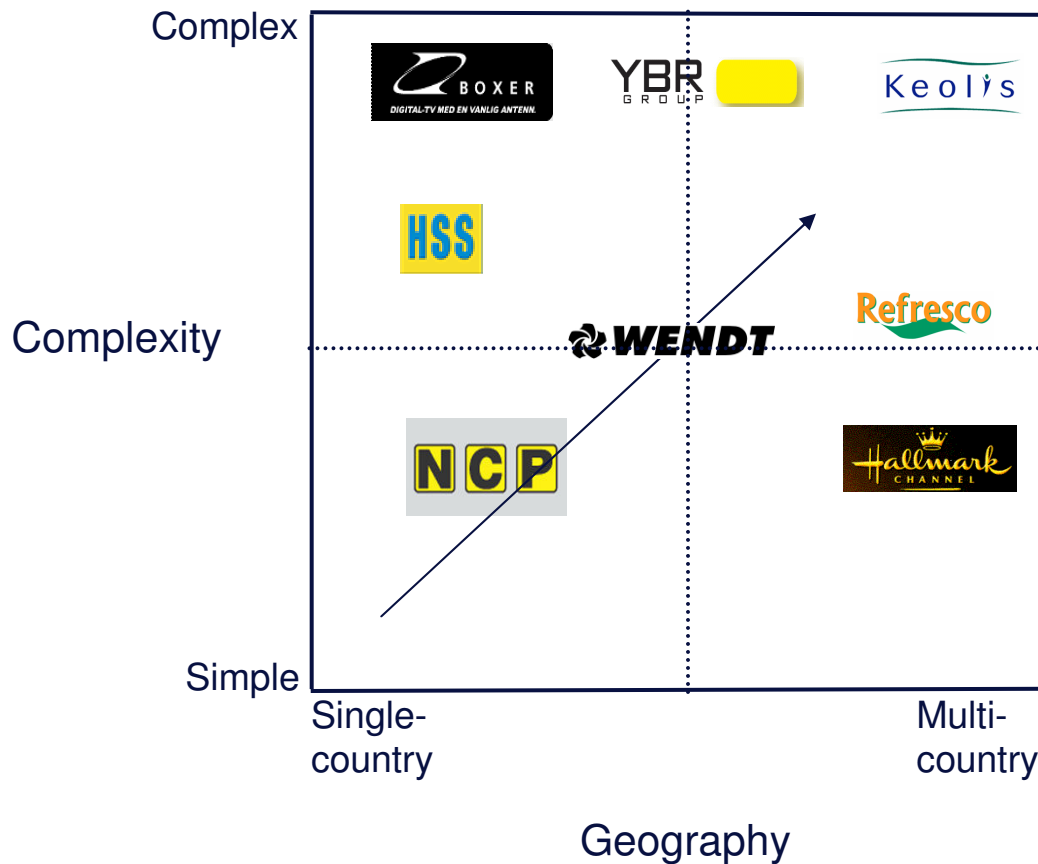 Complex
BOXER
DIGITAL-TV MED EN VANLIG ANTENN.
YBR
GROUP
Keolis
HSS
Refresco
Complexity
WENDT
NCP
Hallmark
CHANNEL
Simple
Single-
country
Multi-
country
Geography